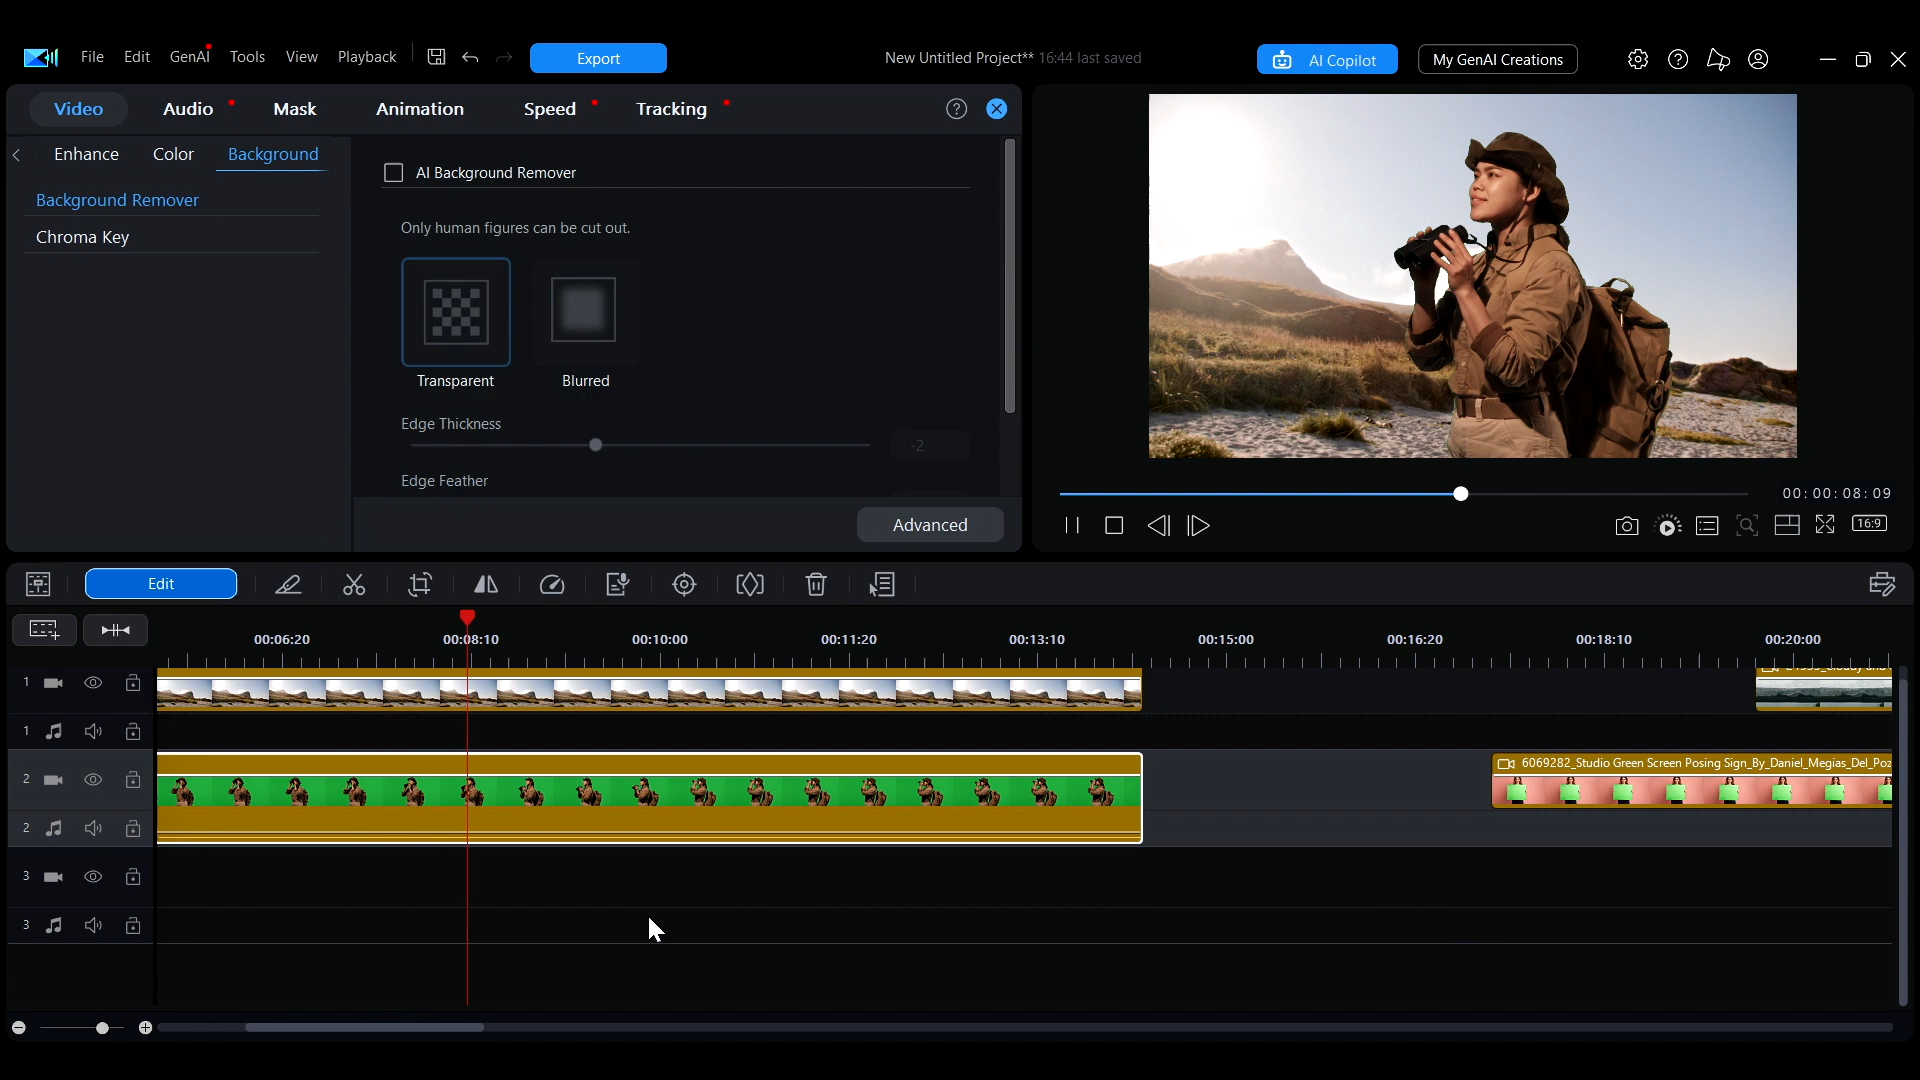 File Edit GenAI Tools View Playback Export New Untitled Project** 16:44 last saved AI Copilot My GenAI Creations
Video Audio Mask Animation Speed Tracking
Enhance Color Background
Background Remover
Chroma Key
AI Background Remover
Only human figures can be cut out.
Transparent Blurred
Edge Thickness
-2
Edge Feather
Advanced
00:00:08:09
16:9
Edit
00:06:20 00:08:10 00:10:00 00:11:20 00:13:10 00:15:00 00:16:20 00:18:10 00:20:00
1
1
2 6069282_Studio Green Screen Posing Sign_By_Daniel_Megias_Del_Poz
2
3
3